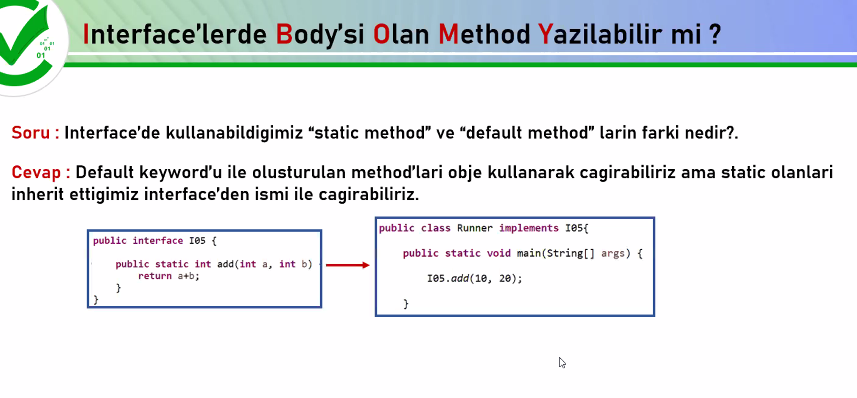 Interface'lerde Body'si Olan Method Yazilabilir mi ?
Soru : Interface'de kullanabildigimiz “static method” ve “default method” larin farki nedir?.
Cevap : Default keyword'u ile olusturulan method'lari obje kullanarak cagirabiliriz ama static olanlari
inherit ettigimiz interface'den ismi ile cagirabiliriz.
public interface I05 {
public static int add(int a, int b)
return a+b;
}
}
public class Runner implements I05{
public static void main(String[] args) {
I05.add(10, 20);
}